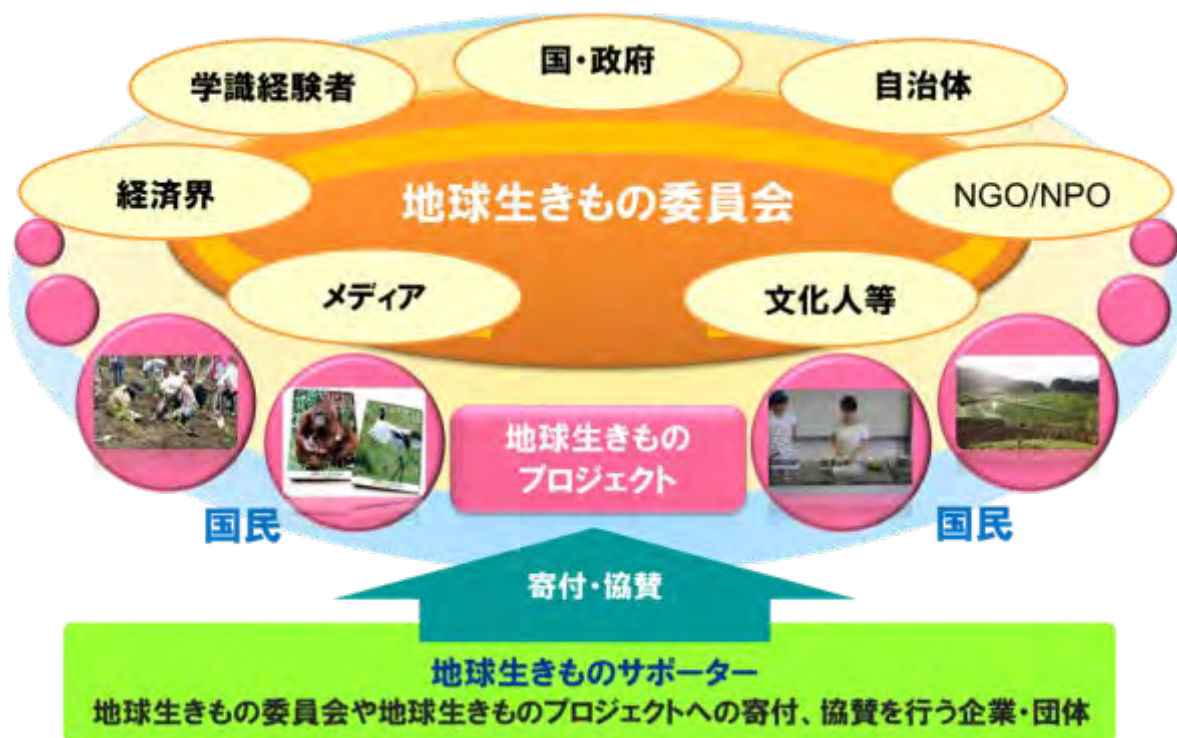 国・政府
学識経験者
自治体
経済界
地球生きもの委員会
NGO/NPO
メディア
文化人等
地球生きもの
プロジェクト
国民
国民
寄付・協賛
地球生きものサポーター
地球生きもの委員会や地球生きものプロジェクトへの寄付、協賛を行う企業・団体